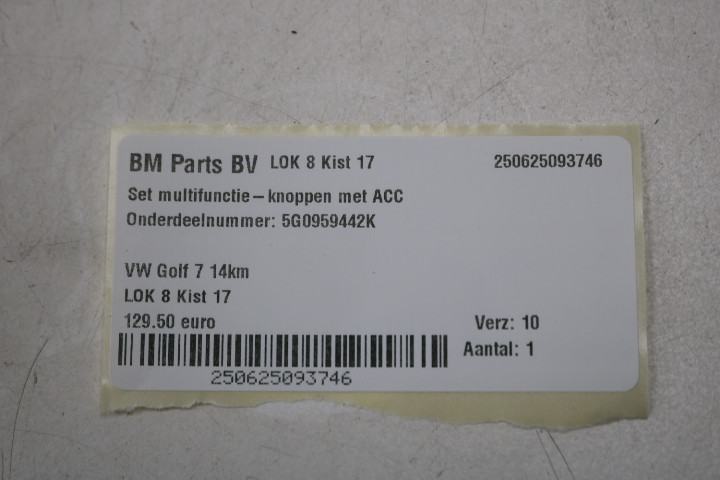 BM Parts BV LOK 8 Kist 17 250625093746
Set multifunctie-knoppen met ACC
Onderdeelnummer: 5G0959442K
VW Golf 7 14km
LOK 8 Kist 17
129.50 euro Verz: 10
Aantal: 1
250625093746